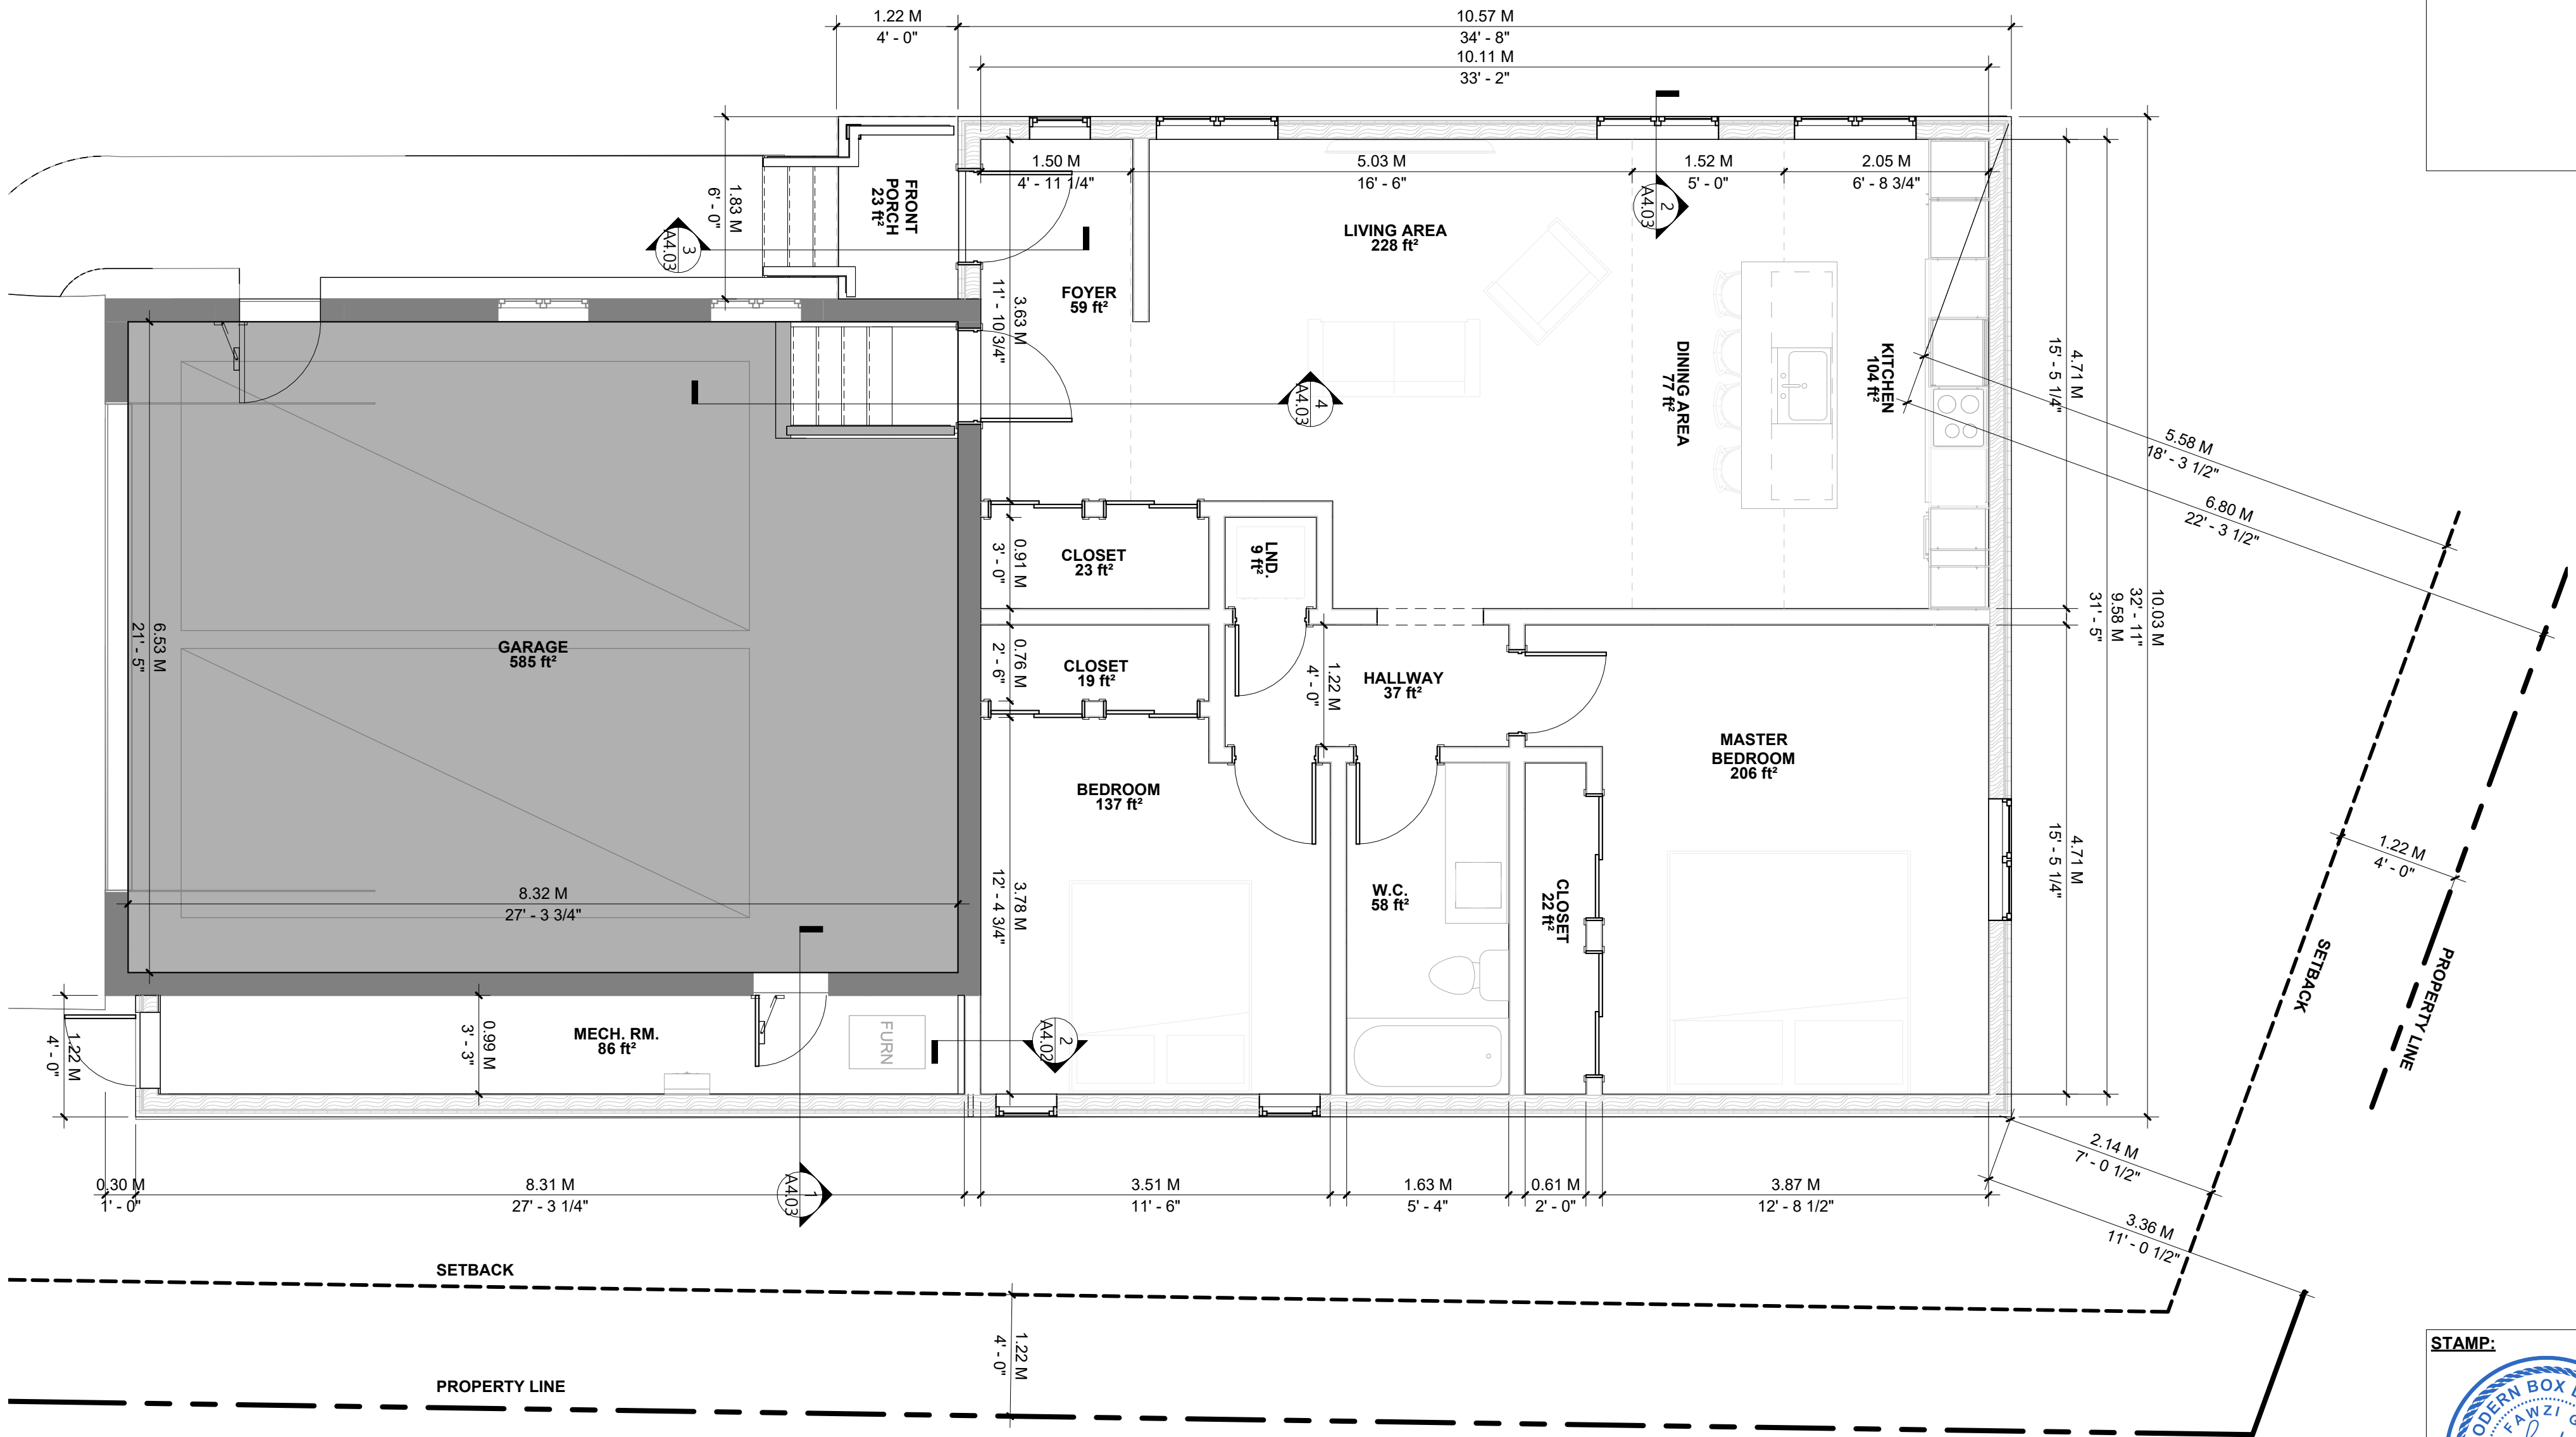 1.22 M
4' - 0"
10.57 M
34' - 8"
10.11 M
33' - 2"
1.50 M
4' - 11 1/4"
5.03 M
16' - 6"
1.52 M
5' - 0"
2.05 M
6' - 8 3/4"
1.83 M
6' - 0"
FRONT
PORCH
23 ft²
3
A4.03
2
A4.03
LIVING AREA
228 ft²
FOYER
59 ft²
3.63 M
11' - 10 3/4"
4
A4.03
DINING AREA
77 ft²
KITCHEN
104 ft²
4.71 M
15' - 5 1/4"
5.58 M
18' - 3 1/2"
6.80 M
22' - 3 1/2"
10.03 M
32' - 11"
9.58 M
31' - 5"
CLOSET
23 ft²
0.91 M
3' - 0"
LND.
9 ft²
GARAGE
585 ft²
6.53 M
21' - 5"
8.32 M
27' - 3 3/4"
CLOSET
19 ft²
0.76 M
2' - 6"
1.22 M
4' - 0"
HALLWAY
37 ft²
MASTER
BEDROOM
206 ft²
BEDROOM
137 ft²
3.78 M
12' - 4 3/4"
W.C.
58 ft²
CLOSET
22 ft²
4.71 M
15' - 5 1/4"
1.22 M
4' - 0"
SETBACK
PROPERTY LINE
MECH. RM.
86 ft²
0.99 M
3' - 3"
1.22 M
4' - 0"
FURN
2
A4.02
1
A4.03
0.30 M
1' - 0"
8.31 M
27' - 3 1/4"
3.51 M
11' - 6"
1.63 M
5' - 4"
0.61 M
2' - 0"
3.87 M
12' - 8 1/2"
2.14 M
7' - 0 1/2"
3.36 M
11' - 0 1/2"
SETBACK
1.22 M
4' - 0"
PROPERTY LINE
STAMP:
BOX
FAWZI